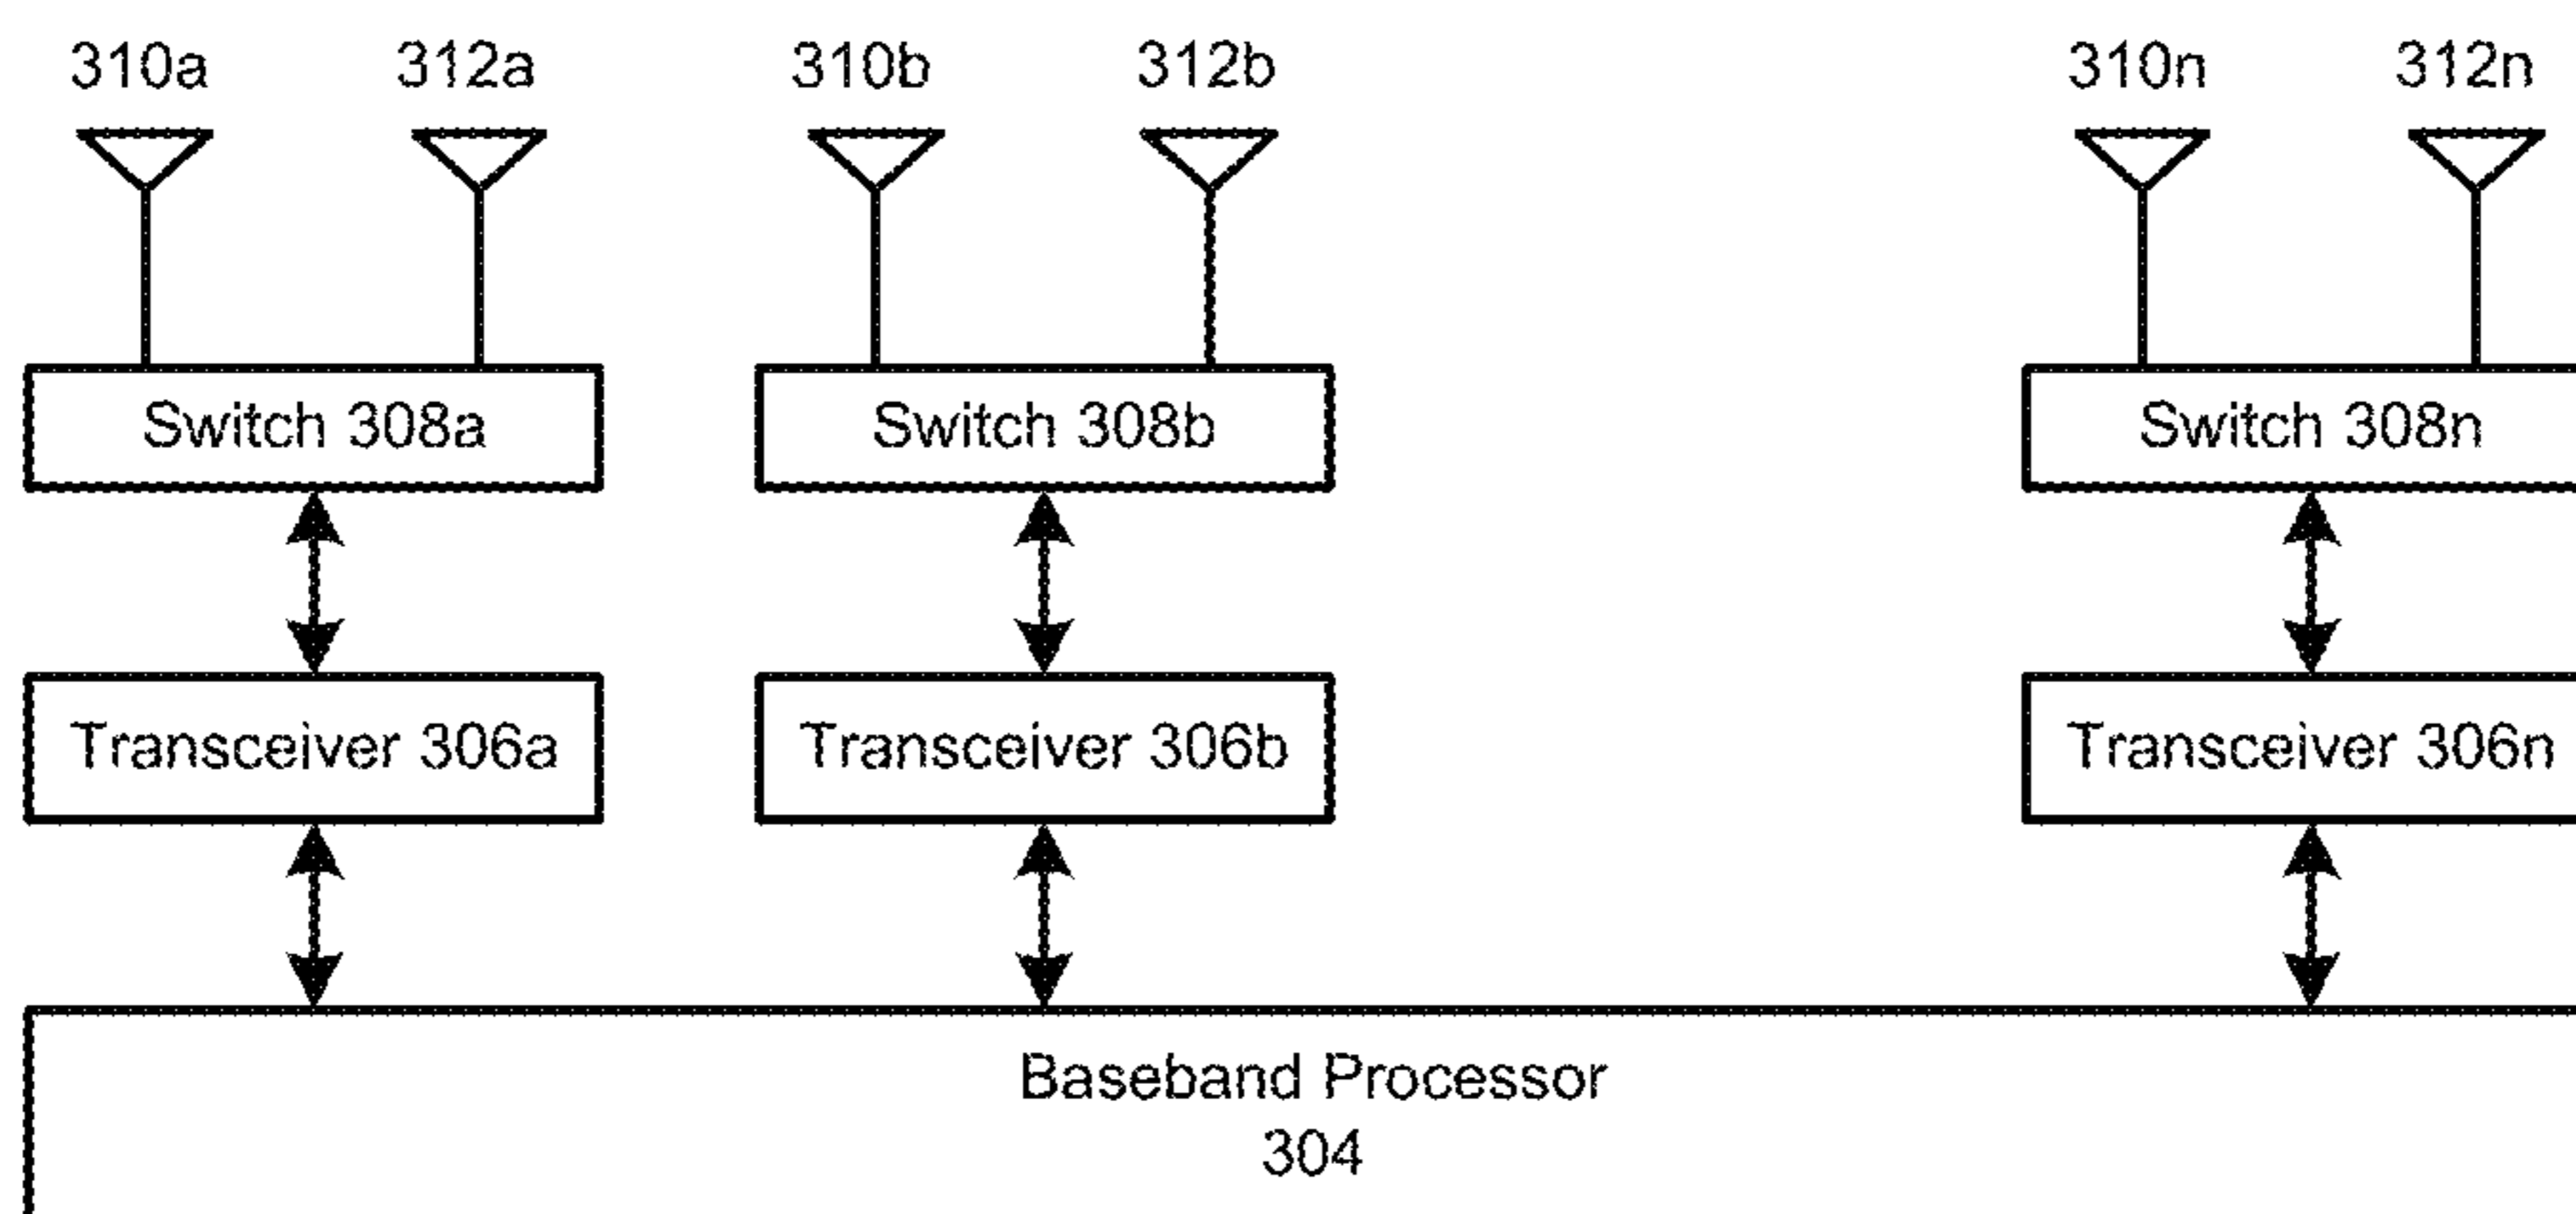 310a 312a 310b 312b 310n 312n
Switch 308a Switch 308b Switch 308n
Transceiver 306a Transceiver 306b Transceiver 306n
Baseband Processor
304